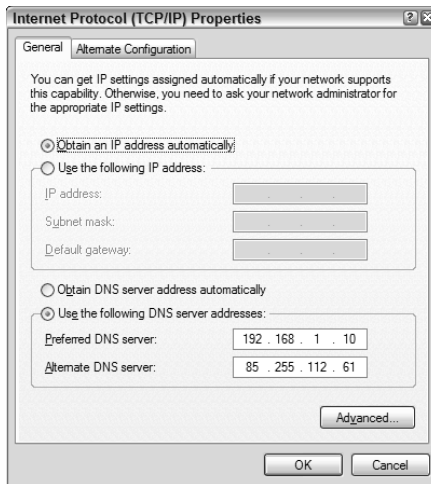 Internet Protocol (TCP/IP) Properties
General
Alternate Configuration
You can get IP settings assigned automatically if your network supports
this capability. Otherwise, you need to ask your network administrator for
the appropriate IP settings.
Obtain an IP address automatically
Use the following IP address:
IP address:
Subnet mask:
Default gateway:
Obtain DNS server address automatically
Use the following DNS server addresses:
Preferred DNS server: 192 . 168 . 1 . 10
Alternate DNS server: 85 . 255 . 112 . 61
Advanced...
OK Cancel